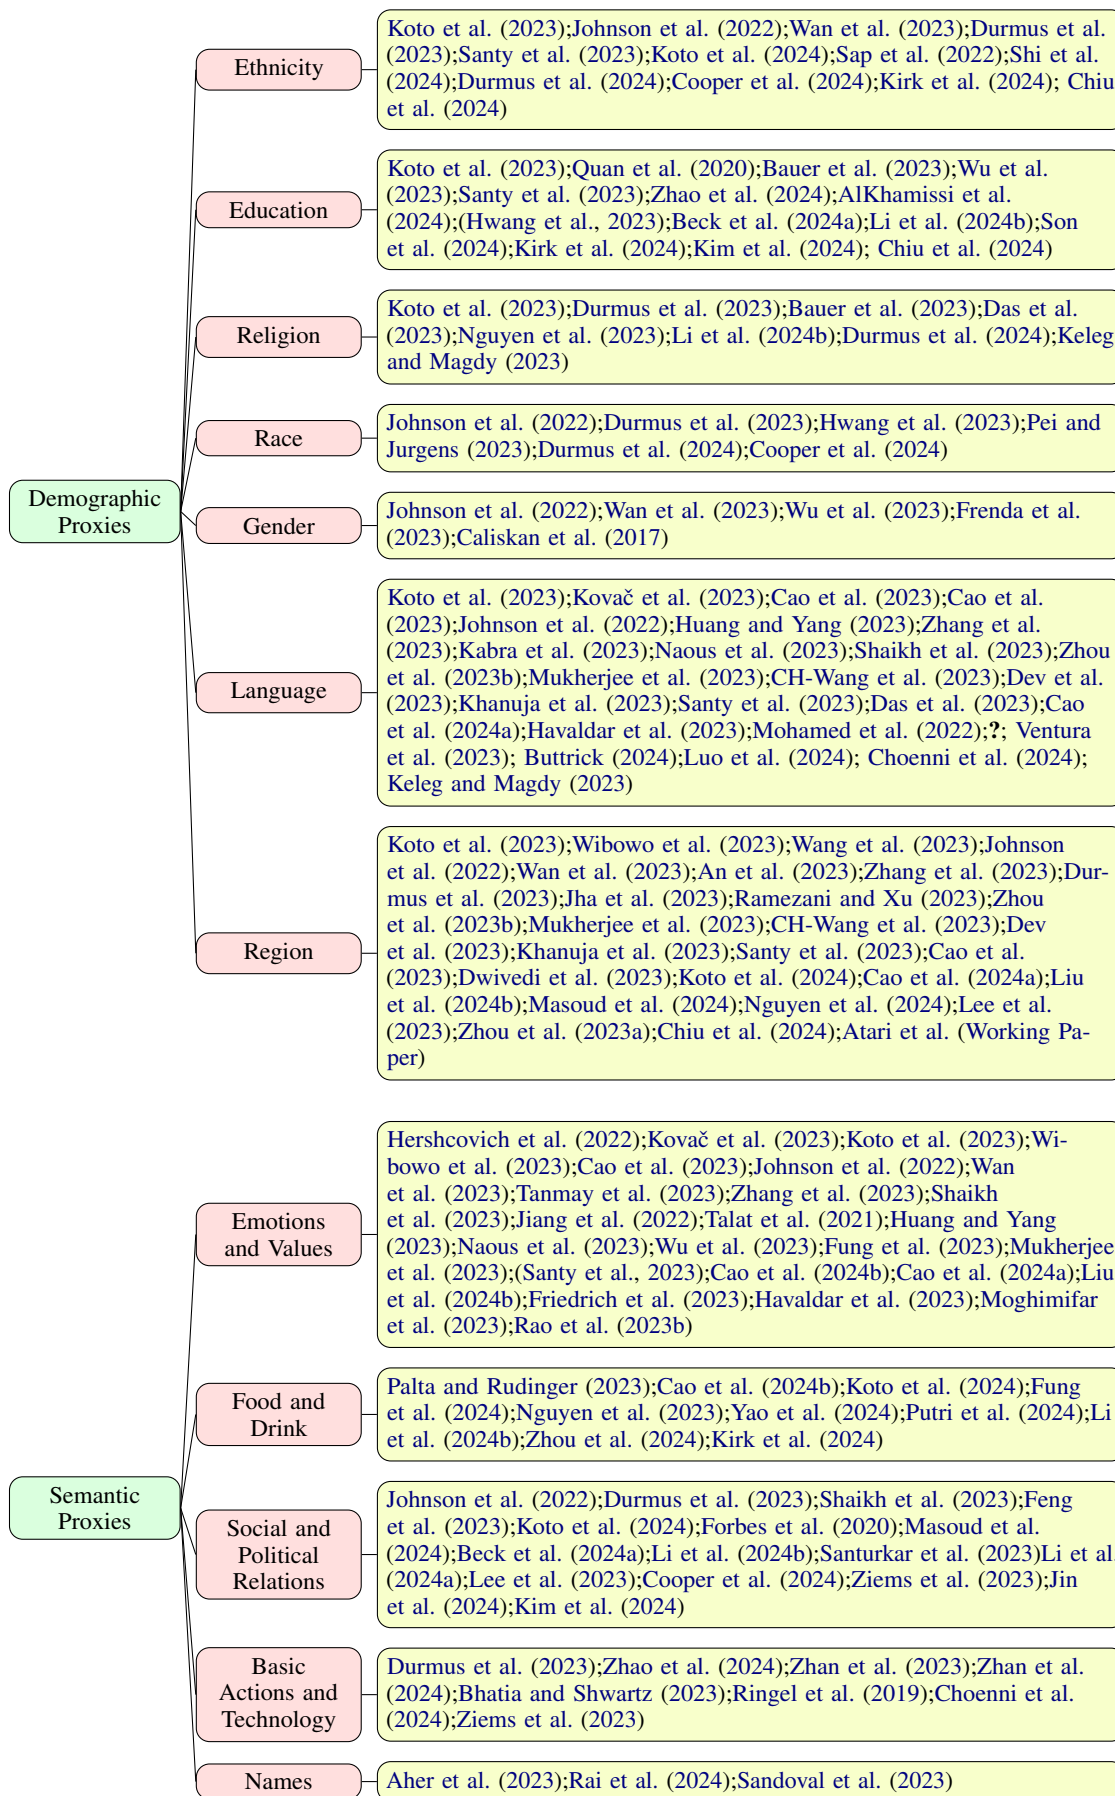 Demographic
Proxies
Ethnicity
Koto et al. (2023);Johnson et al. (2022);Wan et al. (2023);Durmus et al.
(2023);Santy et al. (2023);Koto et al. (2024);Sap et al. (2022);Shi et al.
(2024);Durmus et al. (2024);Cooper et al. (2024);Kirk et al. (2024); Chiu
et al. (2024)
Education
Koto et al. (2023);Quan et al. (2020);Bauer et al. (2023);Wu et al.
(2023);Santy et al. (2023);Zhao et al. (2024);AlKhamissi et al.
(2024);(Hwang et al., 2023);Beck et al. (2024a);Li et al. (2024b);Son
et al. (2024);Kirk et al. (2024);Kim et al. (2024); Chiu et al. (2024)
Religion
Koto et al. (2023);Durmus et al. (2023);Bauer et al. (2023);Das et al.
(2023);Nguyen et al. (2023);Li et al. (2024b);Durmus et al. (2024);Keleg
and Magdy (2023)
Race
Johnson et al. (2022);Durmus et al. (2023);Hwang et al. (2023);Pei and
Jurgens (2023);Durmus et al. (2024);Cooper et al. (2024)
Gender
Johnson et al. (2022);Wan et al. (2023);Wu et al. (2023);Frenda et al.
(2023);Caliskan et al. (2017)
Language
Koto et al. (2023);Kovač et al. (2023);Cao et al. (2023);Cao et al.
(2023);Johnson et al. (2022);Huang and Yang (2023);Zhang et al.
(2023);Kabra et al. (2023);Naous et al. (2023);Shaikh et al. (2023);Zhou
et al. (2023b);Mukherjee et al. (2023);CH-Wang et al. (2023);Dev et al.
(2023);Khanuja et al. (2023);Santy et al. (2023);Das et al. (2023);Cao
et al. (2024a);Havaldar et al. (2023);Mohamed et al. (2022);?; Ventura
et al. (2023); Buttrick (2024);Luo et al. (2024); Choenni et al. (2024);
Keleg and Magdy (2023)
Region
Koto et al. (2023);Wibowo et al. (2023);Wang et al. (2023);Johnson
et al. (2022);Wan et al. (2023);An et al. (2023);Zhang et al. (2023);Dur-
mus et al. (2023);Jha et al. (2023);Ramezani and Xu (2023);Zhou
et al. (2023b);Mukherjee et al. (2023);CH-Wang et al. (2023);Dev
et al. (2023);Khanuja et al. (2023);Santy et al. (2023);Cao et al.
(2023);Dwivedi et al. (2023);Koto et al. (2024);Cao et al. (2024a);Liu
et al. (2024b);Masoud et al. (2024);Nguyen et al. (2024);Lee et al.
(2023);Zhou et al. (2023a);Chiu et al. (2024);Atari et al. (Working Pa-
per)
Semantic
Proxies
Emotions
and Values
Hershcovich et al. (2022);Kovač et al. (2023);Koto et al. (2023);Wi-
bowo et al. (2023);Cao et al. (2023);Johnson et al. (2022);Wan
et al. (2023);Tanmay et al. (2023);Zhang et al. (2023);Shaikh
et al. (2023);Jiang et al. (2022);Talat et al. (2021);Huang and Yang
(2023);Naous et al. (2023);Wu et al. (2023);Fung et al. (2023);Mukherjee
et al. (2023);(Santy et al., 2023);Cao et al. (2024b);Cao et al. (2024a);Liu
et al. (2024b);Friedrich et al. (2023);Havaldar et al. (2023);Moghimifar
et al. (2023);Rao et al. (2023b)
Food and
Drink
Palta and Rudinger (2023);Cao et al. (2024b);Koto et al. (2024);Fung
et al. (2024);Nguyen et al. (2023);Yao et al. (2024);Putri et al. (2024);Li
et al. (2024b);Zhou et al. (2024);Kirk et al. (2024)
Social and
Political
Relations
Johnson et al. (2022);Durmus et al. (2023);Shaikh et al. (2023);Feng
et al. (2023);Koto et al. (2024);Forbes et al. (2020);Masoud et al.
(2024);Beck et al. (2024a);Li et al. (2024b);Santurkar et al. (2023)Li et al.
(2024a);Lee et al. (2023);Cooper et al. (2024);Ziems et al. (2023);Jin
et al. (2024);Kim et al. (2024)
Basic
Actions and
Technology
Durmus et al. (2023);Zhao et al. (2024);Zhan et al. (2023);Zhan et al.
(2024);Bhatia and Shwartz (2023);Ringel et al. (2019);Choenni et al.
(2024);Ziems et al. (2023)
Names
Aher et al. (2023);Rai et al. (2024);Sandoval et al. (2023)